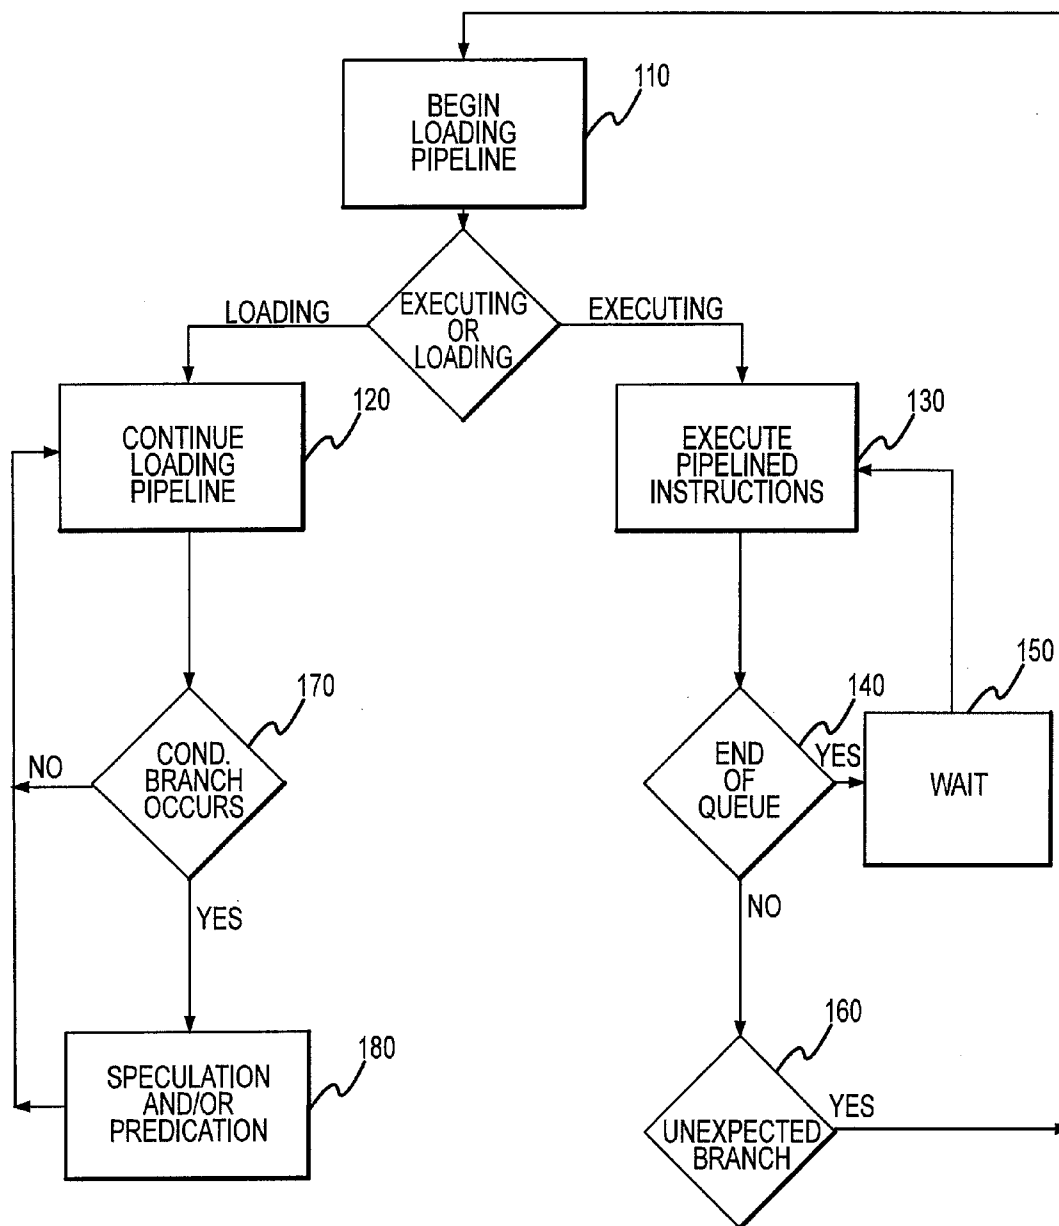 BEGIN
LOADING
PIPELINE
110
EXECUTING
OR
LOADING
LOADING
EXECUTING
CONTINUE
LOADING
PIPELINE
120
EXECUTE
PIPELINED
INSTRUCTIONS
130
COND.
BRANCH
OCCURS
170
NO
YES
END
OF
QUEUE
140
YES
NO
WAIT
150
SPECULATION
AND/OR
PREDICATION
180
UNEXPECTED
BRANCH
160
YES